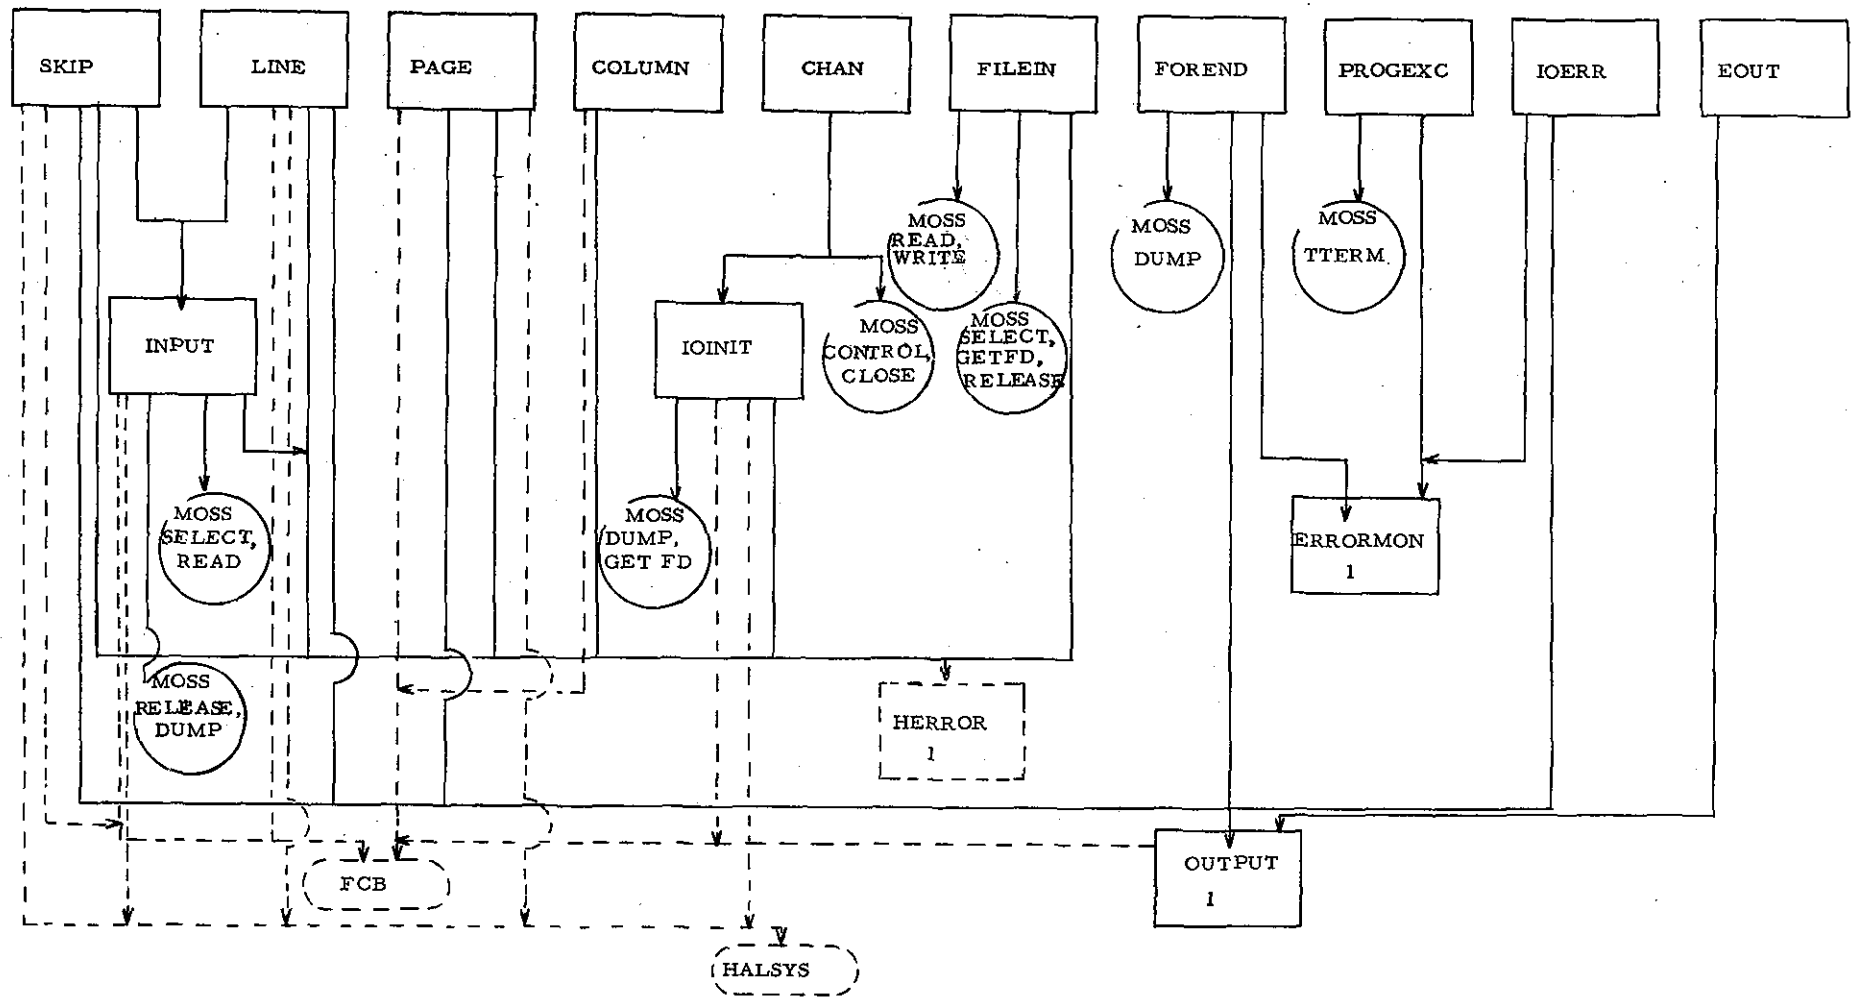 SKIP
LINE
PAGE
COLUMN
CHAN
FILEIN
FOREND
PROGEXC
IOERR
EOUT
MOSS
READ,
WRITE
MOSS
DUMP
MOSS
TTERM
INPUT
IOINIT
MOSS
CONTROL,
CLOSE
MOSS
SELECT,
GETFD,
RELEASE
MOSS
SELECT,
READ
MOSS
DUMP,
GET FD
ERRORMON
1
MOSS
RELEASE,
DUMP
HERROR
1
FCB
OUTPUT
1
HALSYS